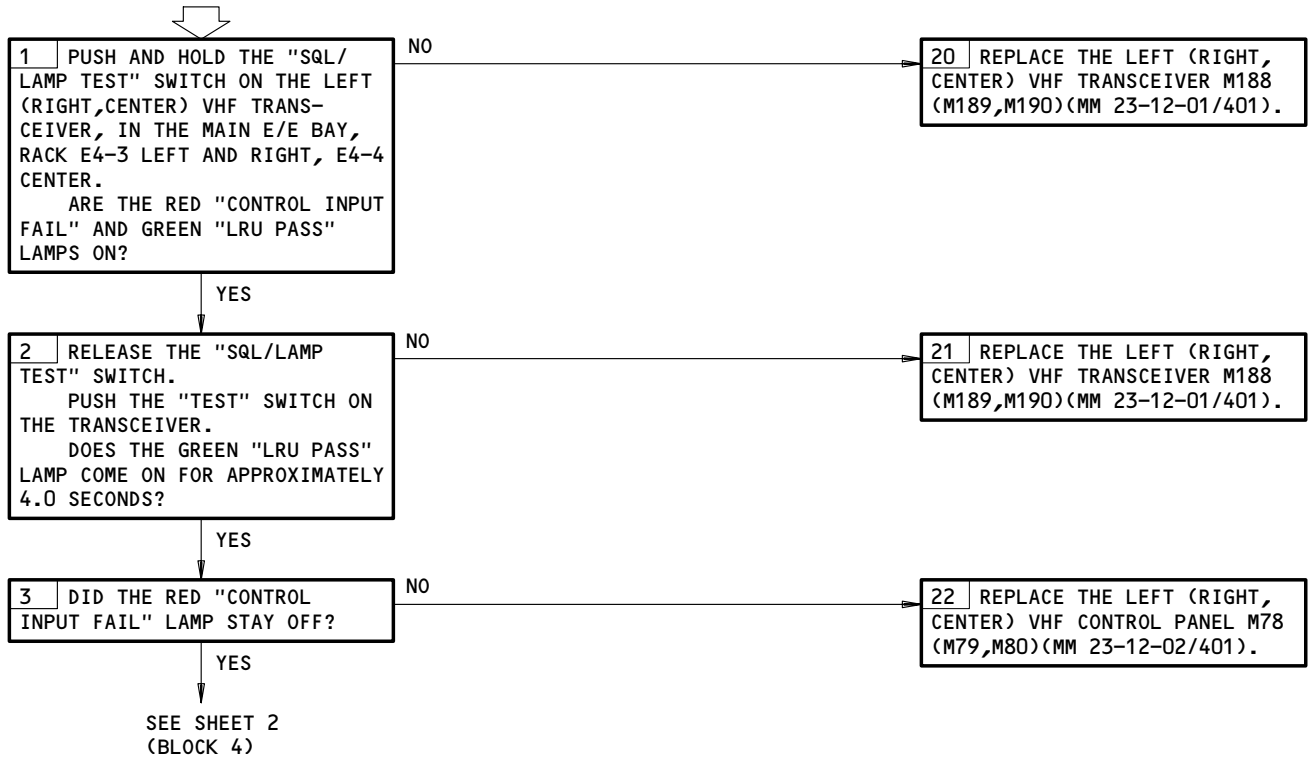 1 PUSH AND HOLD THE "SQL/
LAMP TEST" SWITCH ON THE LEFT
(RIGHT,CENTER) VHF TRANS-
CEIVER, IN THE MAIN E/E BAY,
RACK E4-3 LEFT AND RIGHT, E4-4
CENTER.
ARE THE RED "CONTROL INPUT
FAIL" AND GREEN "LRU PASS"
LAMPS ON?
NO
20 REPLACE THE LEFT (RIGHT,
CENTER) VHF TRANSCEIVER M188
(M189,M190)(MM 23-12-01/401).
YES
2 RELEASE THE "SQL/LAMP
TEST" SWITCH.
PUSH THE "TEST" SWITCH ON
THE TRANSCEIVER.
DOES THE GREEN "LRU PASS"
LAMP COME ON FOR APPROXIMATELY
4.0 SECONDS?
NO
21 REPLACE THE LEFT (RIGHT,
CENTER) VHF TRANSCEIVER M188
(M189,M190)(MM 23-12-01/401).
YES
3 DID THE RED "CONTROL
INPUT FAIL" LAMP STAY OFF?
NO
22 REPLACE THE LEFT (RIGHT,
CENTER) VHF CONTROL PANEL M78
(M79,M80)(MM 23-12-02/401).
YES
SEE SHEET 2
(BLOCK 4)